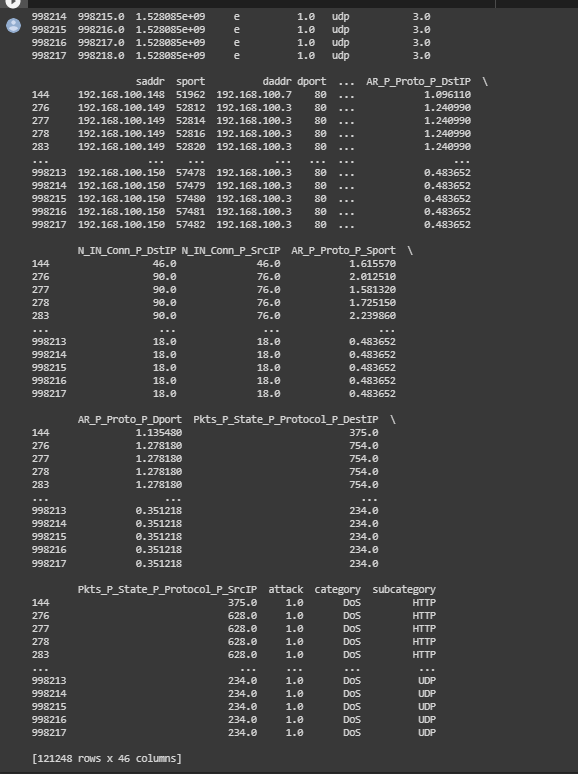 998214 998215.0 1.528085e+09 e 1.0 udp 3.0
998215 998216.0 1.528085e+09 e 1.0 udp 3.0
998216 998217.0 1.528085e+09 e 1.0 udp 3.0
998217 998218.0 1.528085e+09 e 1.0 udp 3.0
saddr sport daddr dport ... AR_P_Proto_P_DstIP \
144 192.168.100.148 51962 192.168.100.7 80 ... 1.096110
276 192.168.100.149 52812 192.168.100.3 80 ... 1.240990
277 192.168.100.149 52814 192.168.100.3 80 ... 1.240990
278 192.168.100.149 52816 192.168.100.3 80 ... 1.240990
283 192.168.100.149 52820 192.168.100.3 80 ... 1.240990
... ... ... ... ... ... ...
998213 192.168.100.150 57478 192.168.100.3 80 ... 0.483652
998214 192.168.100.150 57479 192.168.100.3 80 ... 0.483652
998215 192.168.100.150 57480 192.168.100.3 80 ... 0.483652
998216 192.168.100.150 57481 192.168.100.3 80 ... 0.483652
998217 192.168.100.150 57482 192.168.100.3 80 ... 0.483652
N_IN_Conn_P_DstIP N_IN_Conn_P_SrcIP AR_P_Proto_P_Sport \
144 46.0 46.0 1.615570
276 90.0 76.0 2.012510
277 90.0 76.0 1.581320
278 90.0 76.0 1.725150
283 90.0 76.0 2.239860
... ... ... ...
998213 18.0 18.0 0.483652
998214 18.0 18.0 0.483652
998215 18.0 18.0 0.483652
998216 18.0 18.0 0.483652
998217 18.0 18.0 0.483652
AR_P_Proto_P_Dport Pkts_P_State_P_Protocol_P_DestIP \
144 1.135480 375.0
276 1.278180 754.0
277 1.278180 754.0
278 1.278180 754.0
283 1.278180 754.0
... ... ...
998213 0.351218 234.0
998214 0.351218 234.0
998215 0.351218 234.0
998216 0.351218 234.0
998217 0.351218 234.0
Pkts_P_State_P_Protocol_P_SrcIP attack category subcategory
144 375.0 1.0 DoS HTTP
276 628.0 1.0 DoS HTTP
277 628.0 1.0 DoS HTTP
278 628.0 1.0 DoS HTTP
283 628.0 1.0 DoS HTTP
... ... ... ... ...
998213 234.0 1.0 DoS UDP
998214 234.0 1.0 DoS UDP
998215 234.0 1.0 DoS UDP
998216 234.0 1.0 DoS UDP
998217 234.0 1.0 DoS UDP
[121248 rows x 46 columns]